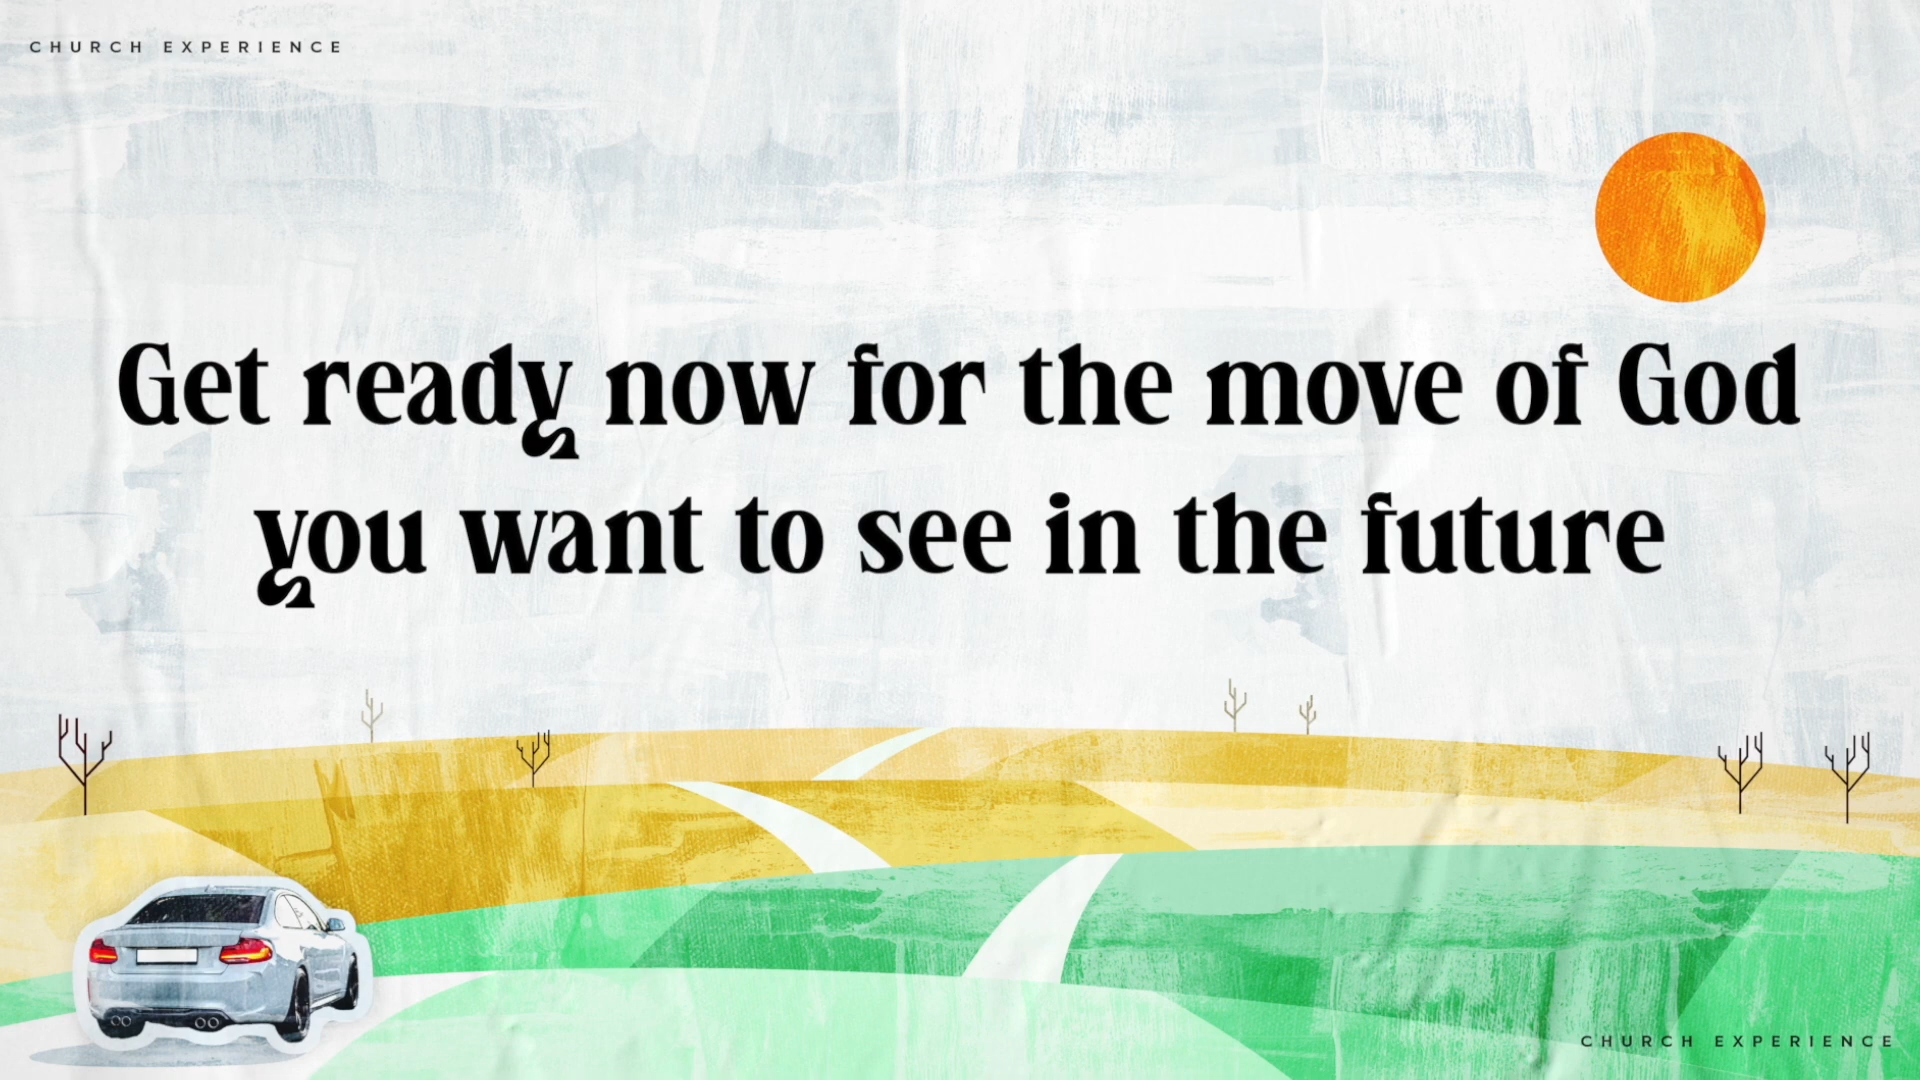 CHURCH EXPERIENCE
Get ready now for the move of God
you want to see in the future
CHURCH EXPERIENCE